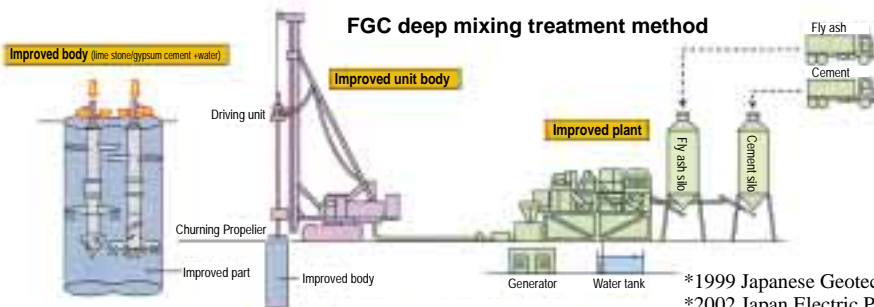 FGC deep mixing treatment method
Fly ash
Cement
Improved body (lime stone/gypsum cement +water)
Improved unit body
Driving unit
Improved plant
Fly ash silo
Cement silo
Churning Propelier
Improved part
Improved body
Generator
Water tank
*1999 Japanese Geotec
*2002 Japan Electric P